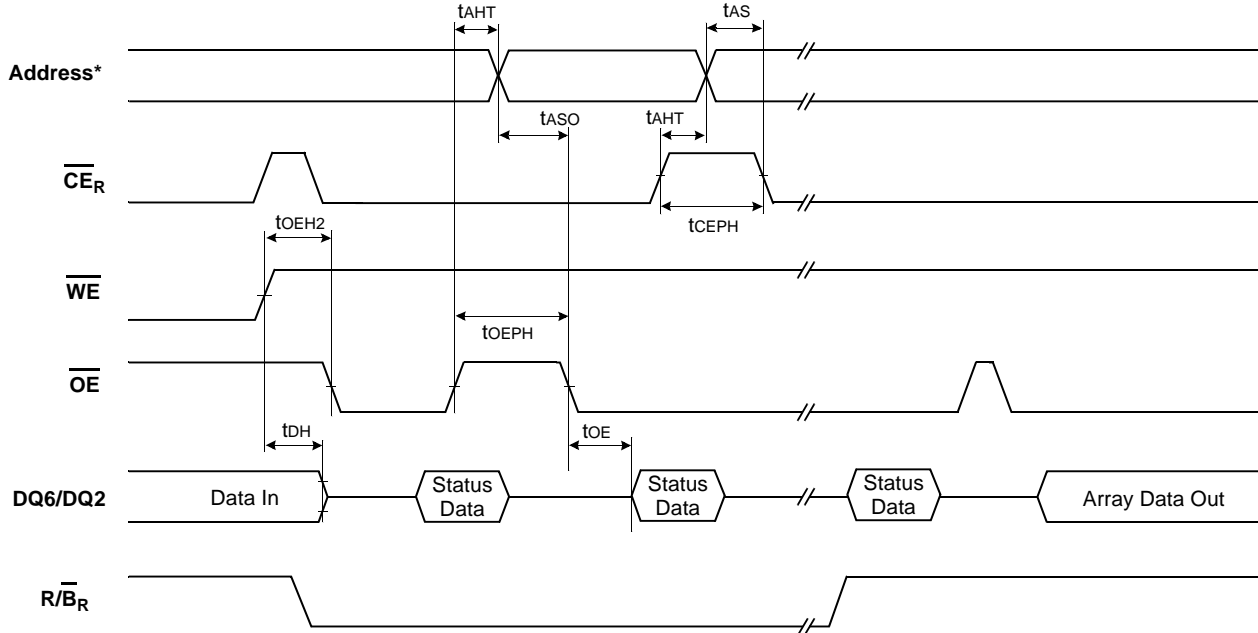 tAHT
tAS
Address*
tASO
tAHT
CER
tCEPH
tOEH2
WE
tOEPH
OE
tDH
tOE
DQ6/DQ2
Data In
Status
Data
Status
Data
Status
Data
Array Data Out
R/BR